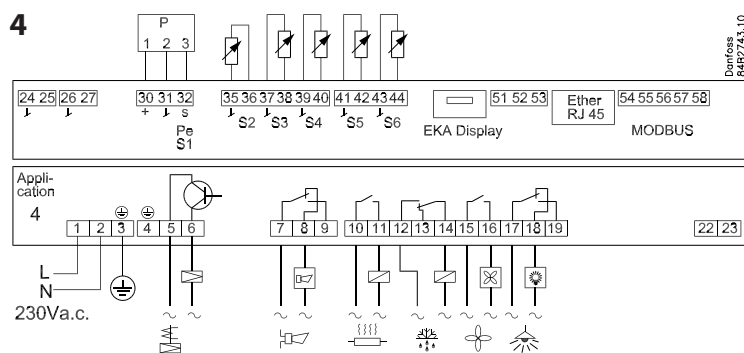 4
P
1 2 3
Danfoss
84B2743.10
24 25 26 27 30 31 32 35 36 37 38 39 40 41 42 43 44 51 52 53 54 55 56 57 58
+ s
Pe
S1
S2 S3 S4 S5 S6
EKA Display
Ether
RJ 45
MODBUS
Appli-
cation
4
1 2 3 4 5 6 7 8 9 10 11 12 13 14 15 16 17 18 19 22 23
L
N
230Va.c.